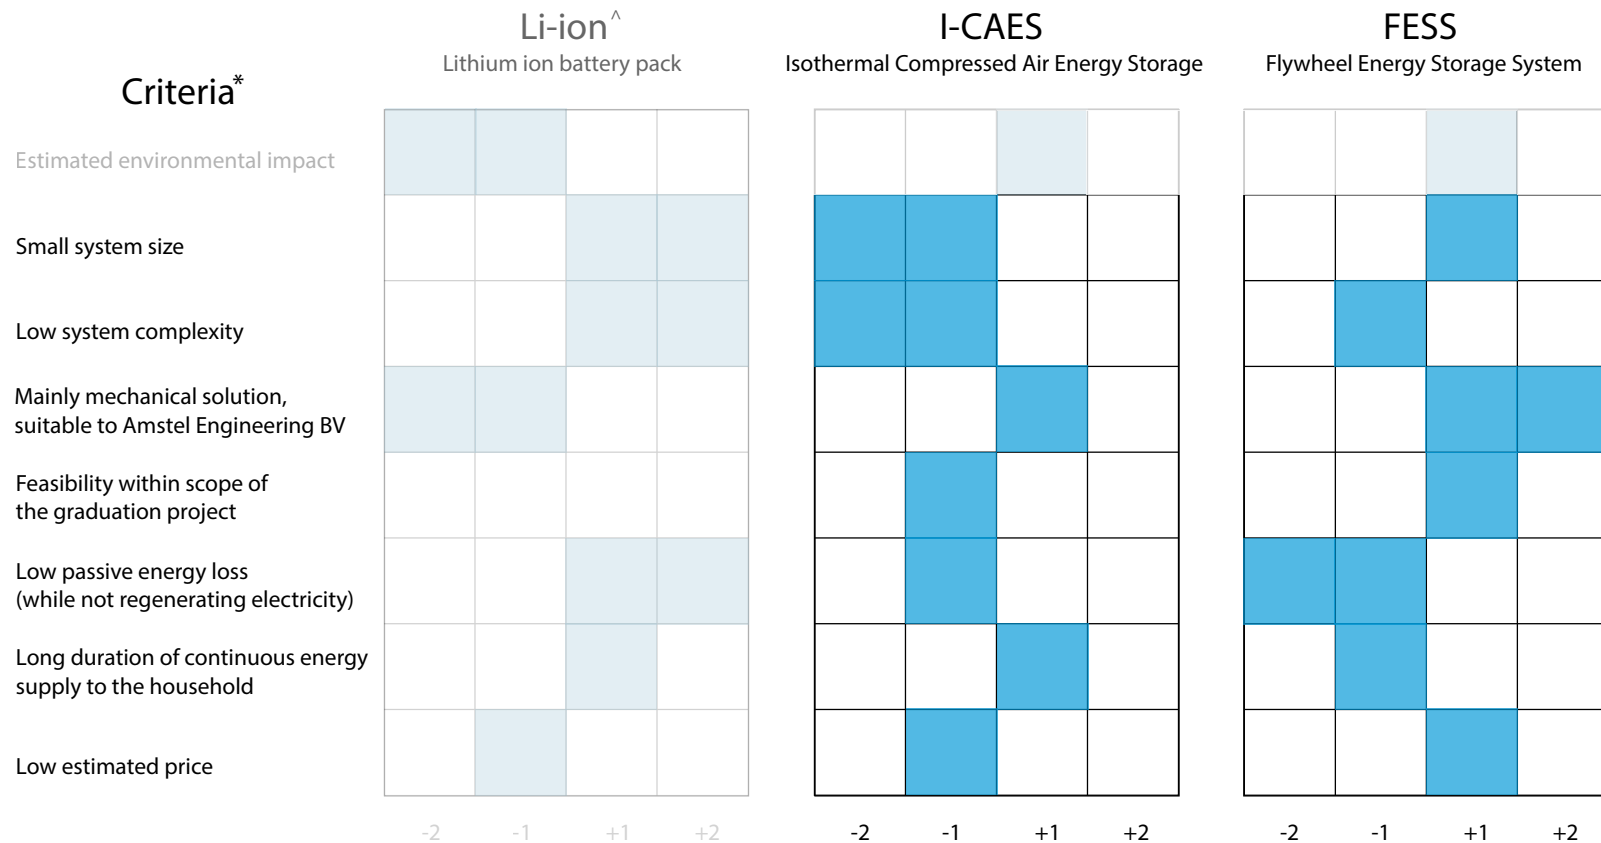 Li-ion^
Lithium ion battery pack
I-CAES
Isothermal Compressed Air Energy Storage
FESS
Flywheel Energy Storage System
Criteria*
Estimated environmental impact
Small system size
Low system complexity
Mainly mechanical solution,
suitable to Amstel Engineering BV
Feasibility within scope of
the graduation project
Low passive energy loss
(while not regenerating electricity)
Long duration of continuous energy
supply to the household
Low estimated price
-2 -1 +1 +2
-2 -1 +1 +2
-2 -1 +1 +2